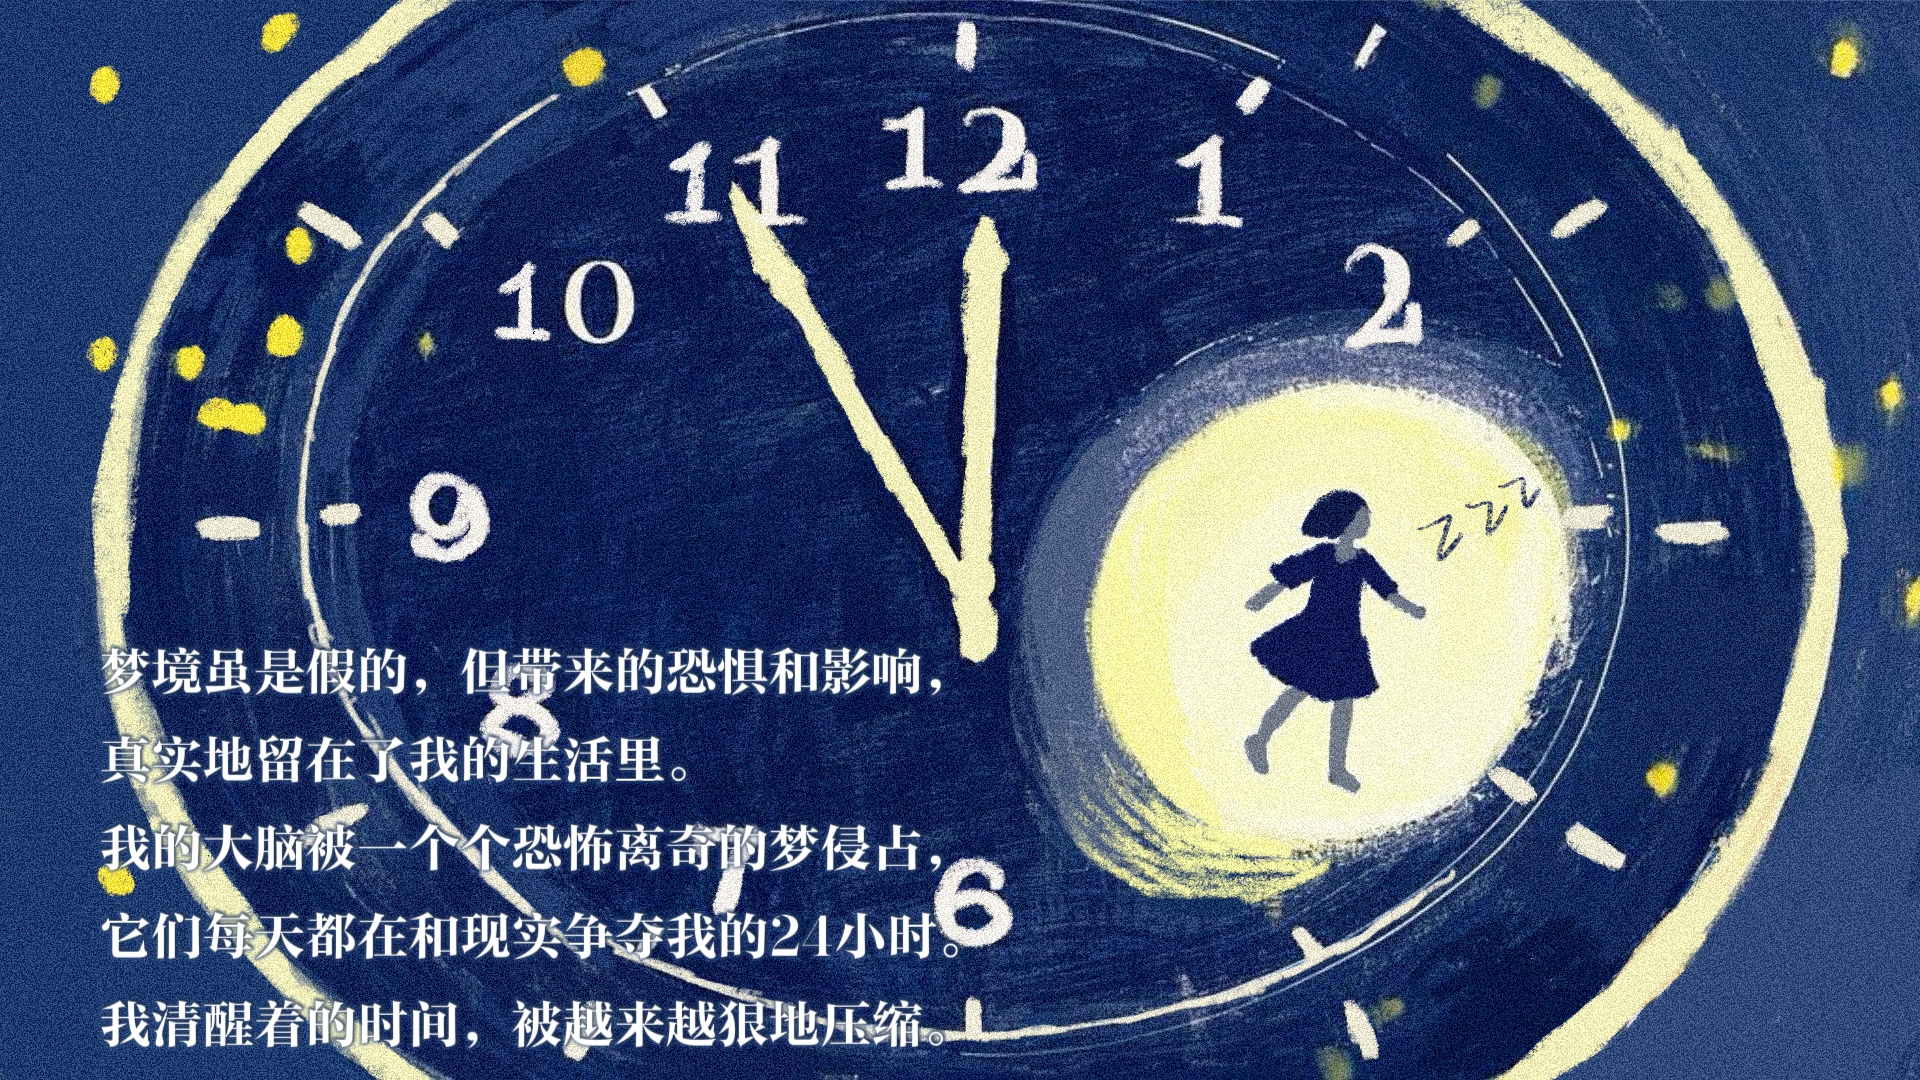 12
11
1
10
2
9
zzz
8
7
6
梦境虽是假的，但带来的恐惧和影响，
真实地留在了我的生活里。
我的大脑被一个个恐怖离奇的梦侵占，
它们每天都在和现实争夺我的24小时。
我清醒着的时间，被越来越狠地压缩。